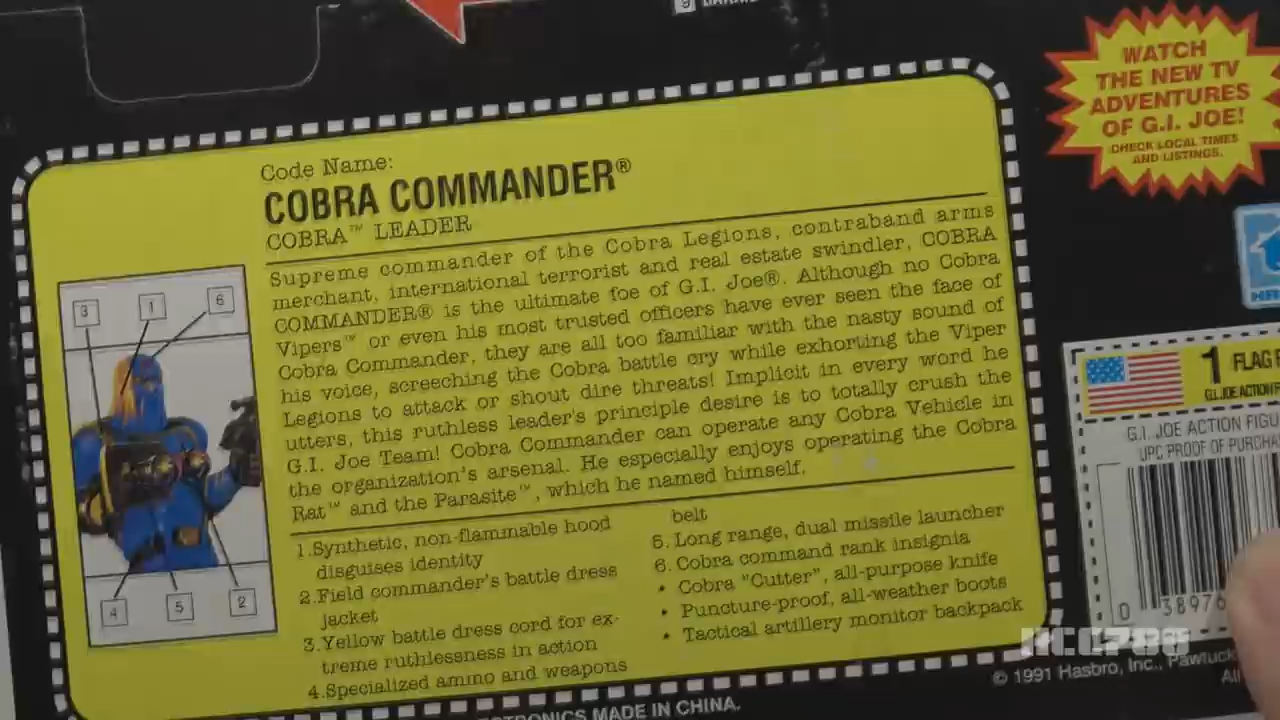 9
WATCH
THE NEW TV
ADVENTURES
OF G.I. JOE!
CHECK LOCAL TIMES
AND LISTINGS.
Code Name:
COBRA COMMANDER®
COBRA™ LEADER
Supreme commander of the Cobra Legions, contraband arms
merchant, international terrorist and real estate swindler, COBRA
COMMANDER® is the ultimate foe of G.I. Joe®. Although no Cobra
Vipers™ or even his most trusted officers have ever seen the face of
Cobra Commander, they are all too familiar with the nasty sound of
his voice, screeching the Cobra battle cry while exhorting the Viper
Legions to attack or shout dire threats! Implicit in every word he
utters, this ruthless leader's principle desire is to totally crush the
G.I. Joe Team! Cobra Commander can operate any Cobra Vehicle in
the organization's arsenal. He especially enjoys operating the Cobra
Rat™ and the Parasite™, which he named himself.
3 1 6
4 5 2
1.Synthetic, non-flammable hood
disguises identity
2.Field commander's battle dress
jacket
3.Yellow battle dress cord for ex-
treme ruthlessness in action
4.Specialized amino and weapons
belt
5. Long range, dual missile launcher
6. Cobra command rank insignia
• Cobra "Cutter", all-purpose knife
• Puncture-proof, all-weather boots
• Tactical artillery monitor backpack
1 FLAG
G.I. JOE ACTION
G.I. JOE ACTION FIGU
UPC PROOF OF PURCHA
0 38976
HCC788
© 1991 Hasbro, Inc., Pawtuck
All
MADE IN CHINA.